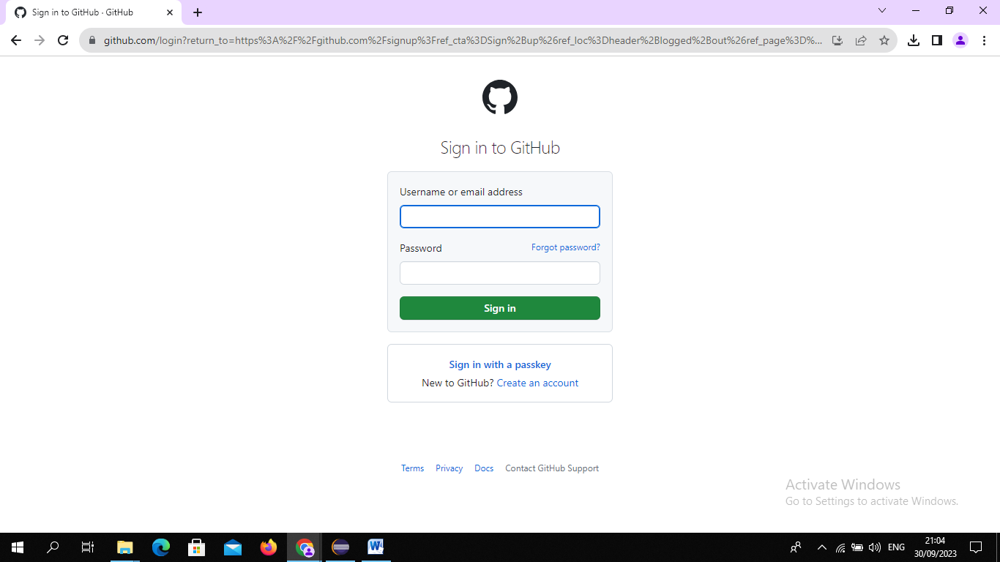 Sign in to GitHub · GitHub
github.com/login?return_to=https%3A%2F%2Fgithub.com%2Fsignup%3Fref_cta%3DSign%2Bup%26ref_loc%3Dheader%2Blogged%2Bout%26ref_page%3D%...
Sign in to GitHub
Username or email address
Password
Forgot password?
Sign in
Sign in with a passkey
New to GitHub? Create an account
Terms Privacy Docs Contact GitHub Support
Activate Windows
Go to Settings to activate Windows.
ENG
21:04
30/09/2023